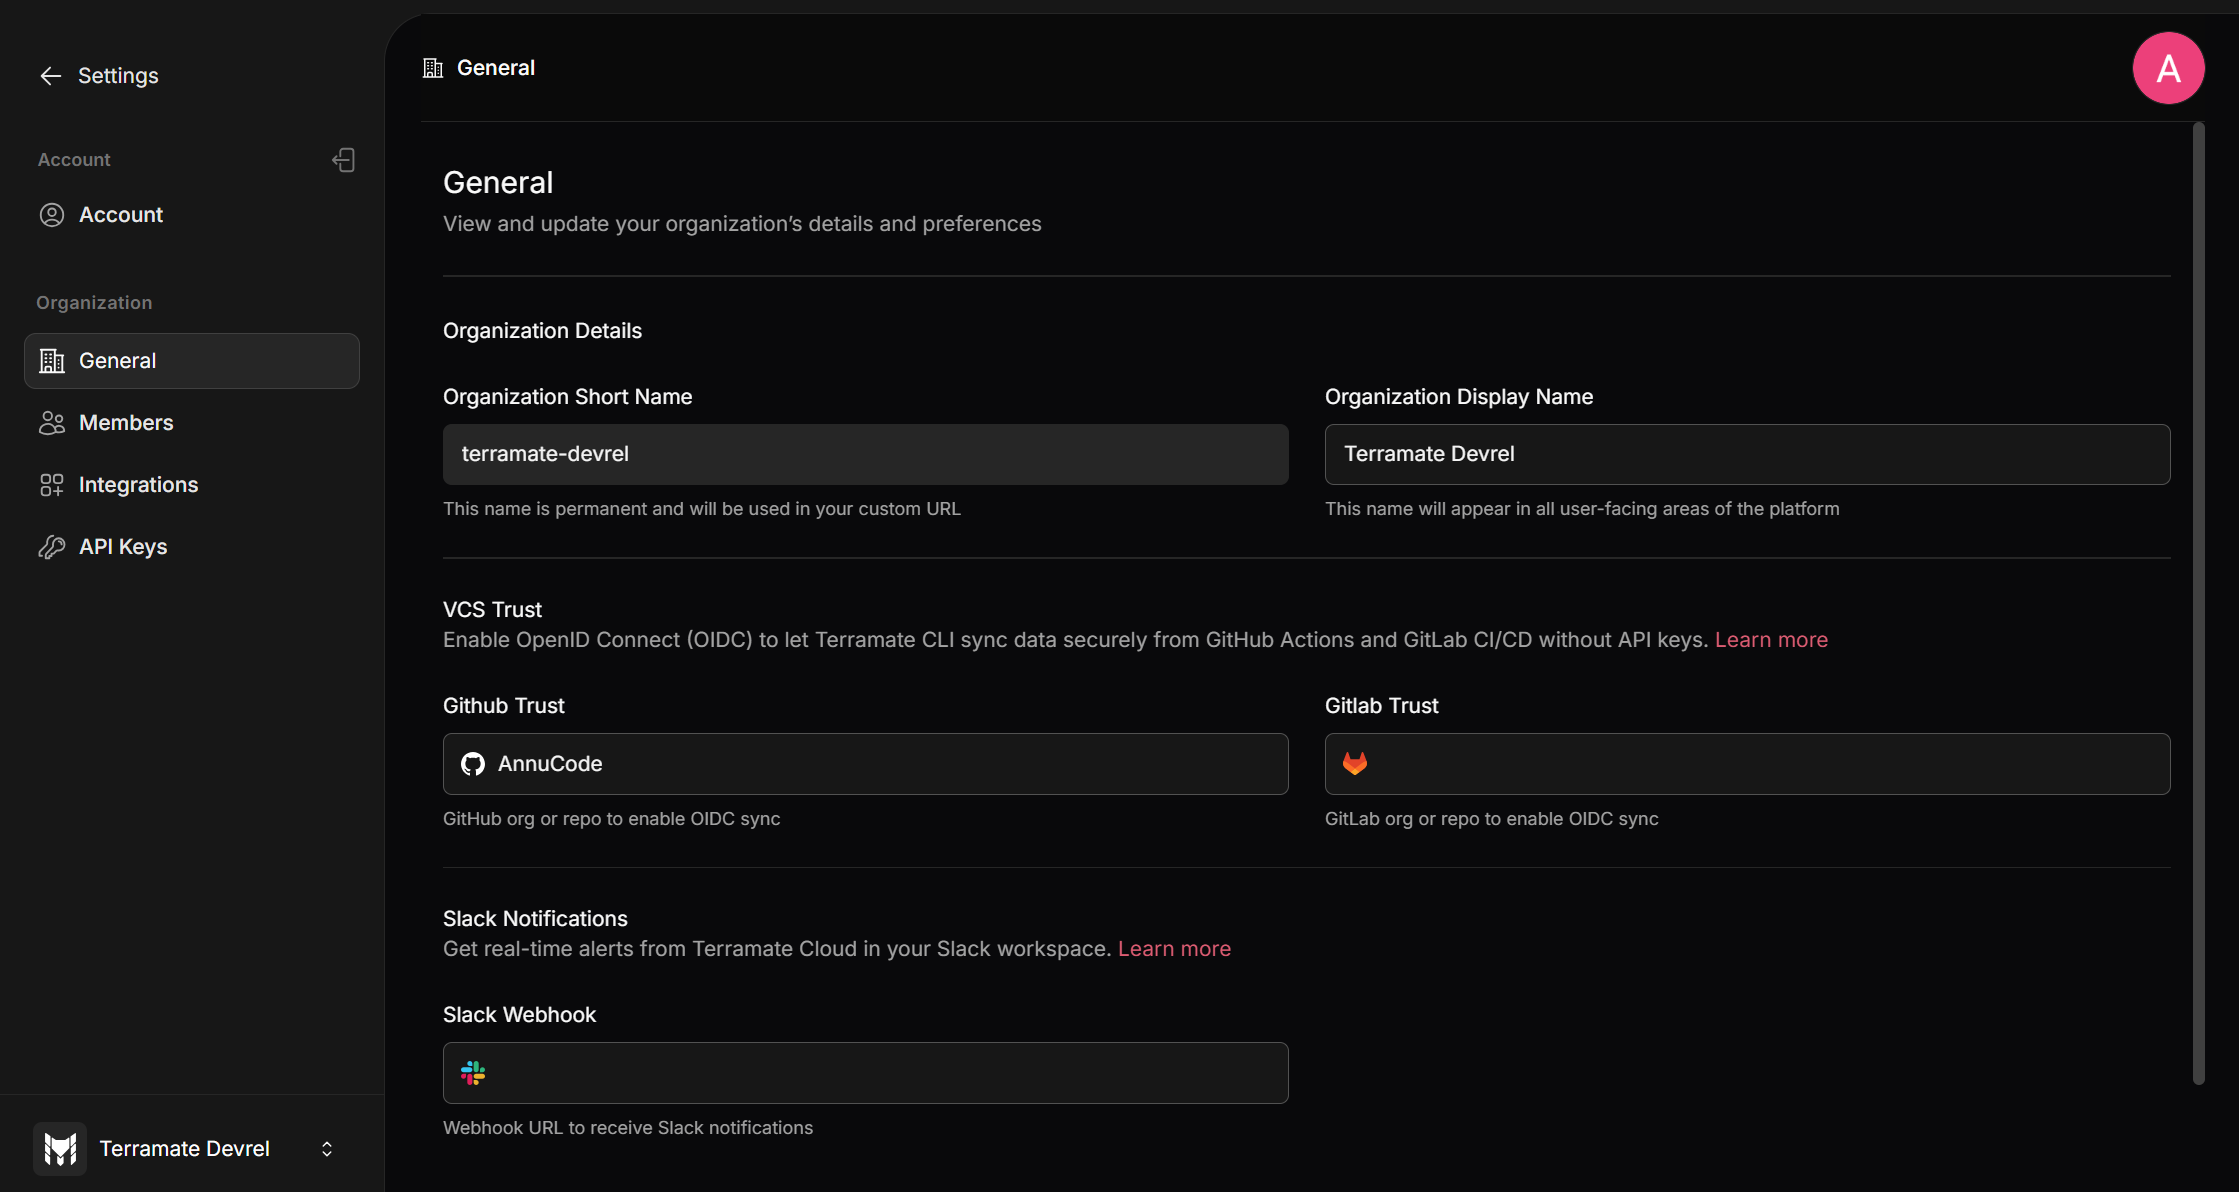 Settings
Account
Account
Organization
General
Members
Integrations
API Keys
Terramate Devrel
General
A
General
View and update your organization’s details and preferences
Organization Details
Organization Short Name
terramate-devrel
This name is permanent and will be used in your custom URL
Organization Display Name
Terramate Devrel
This name will appear in all user-facing areas of the platform
VCS Trust
Enable OpenID Connect (OIDC) to let Terramate CLI sync data securely from GitHub Actions and GitLab CI/CD without API keys. Learn more
Github Trust
AnnuCode
GitHub org or repo to enable OIDC sync
Gitlab Trust
GitLab org or repo to enable OIDC sync
Slack Notifications
Get real-time alerts from Terramate Cloud in your Slack workspace. Learn more
Slack Webhook
Webhook URL to receive Slack notifications